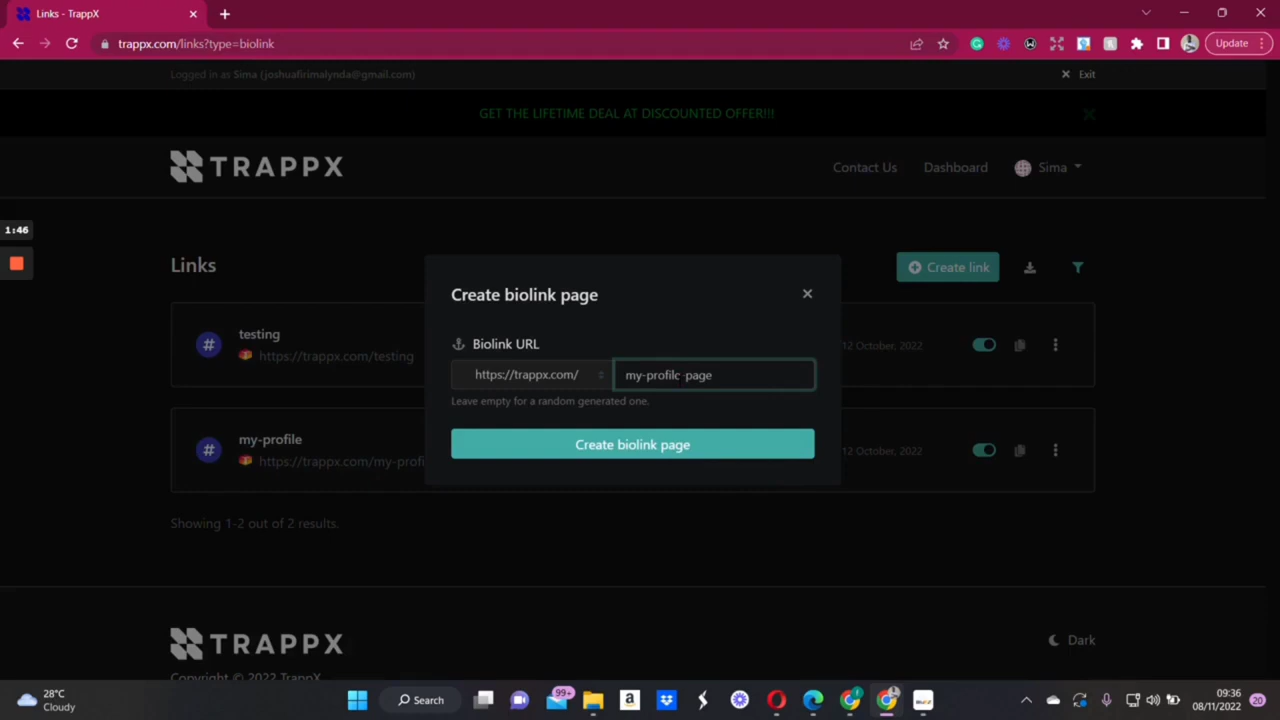 Links - TrappX
trappx.com/links?type=biolink
Update
Logged in as Sima (joshuafirimalynda@gmail.com)
Exit
GET THE LIFETIME DEAL AT DISCOUNTED OFFER!!!
TRAPPX
Contact Us
Dashboard
Sima
1:46
Links
Create link
testing
https://trappx.com/testing
12 October, 2022
my-profile
https://trappx.com/my-profi
12 October, 2022
Create biolink page
Biolink URL
https://trappx.com/
my-profile-page
Leave empty for a random generated one.
Create biolink page
Showing 1-2 out of 2 results.
TRAPPX
Dark
Copyright © 2022 TrappX
28°C
Cloudy
99+
Search
09:36
08/11/2022
20